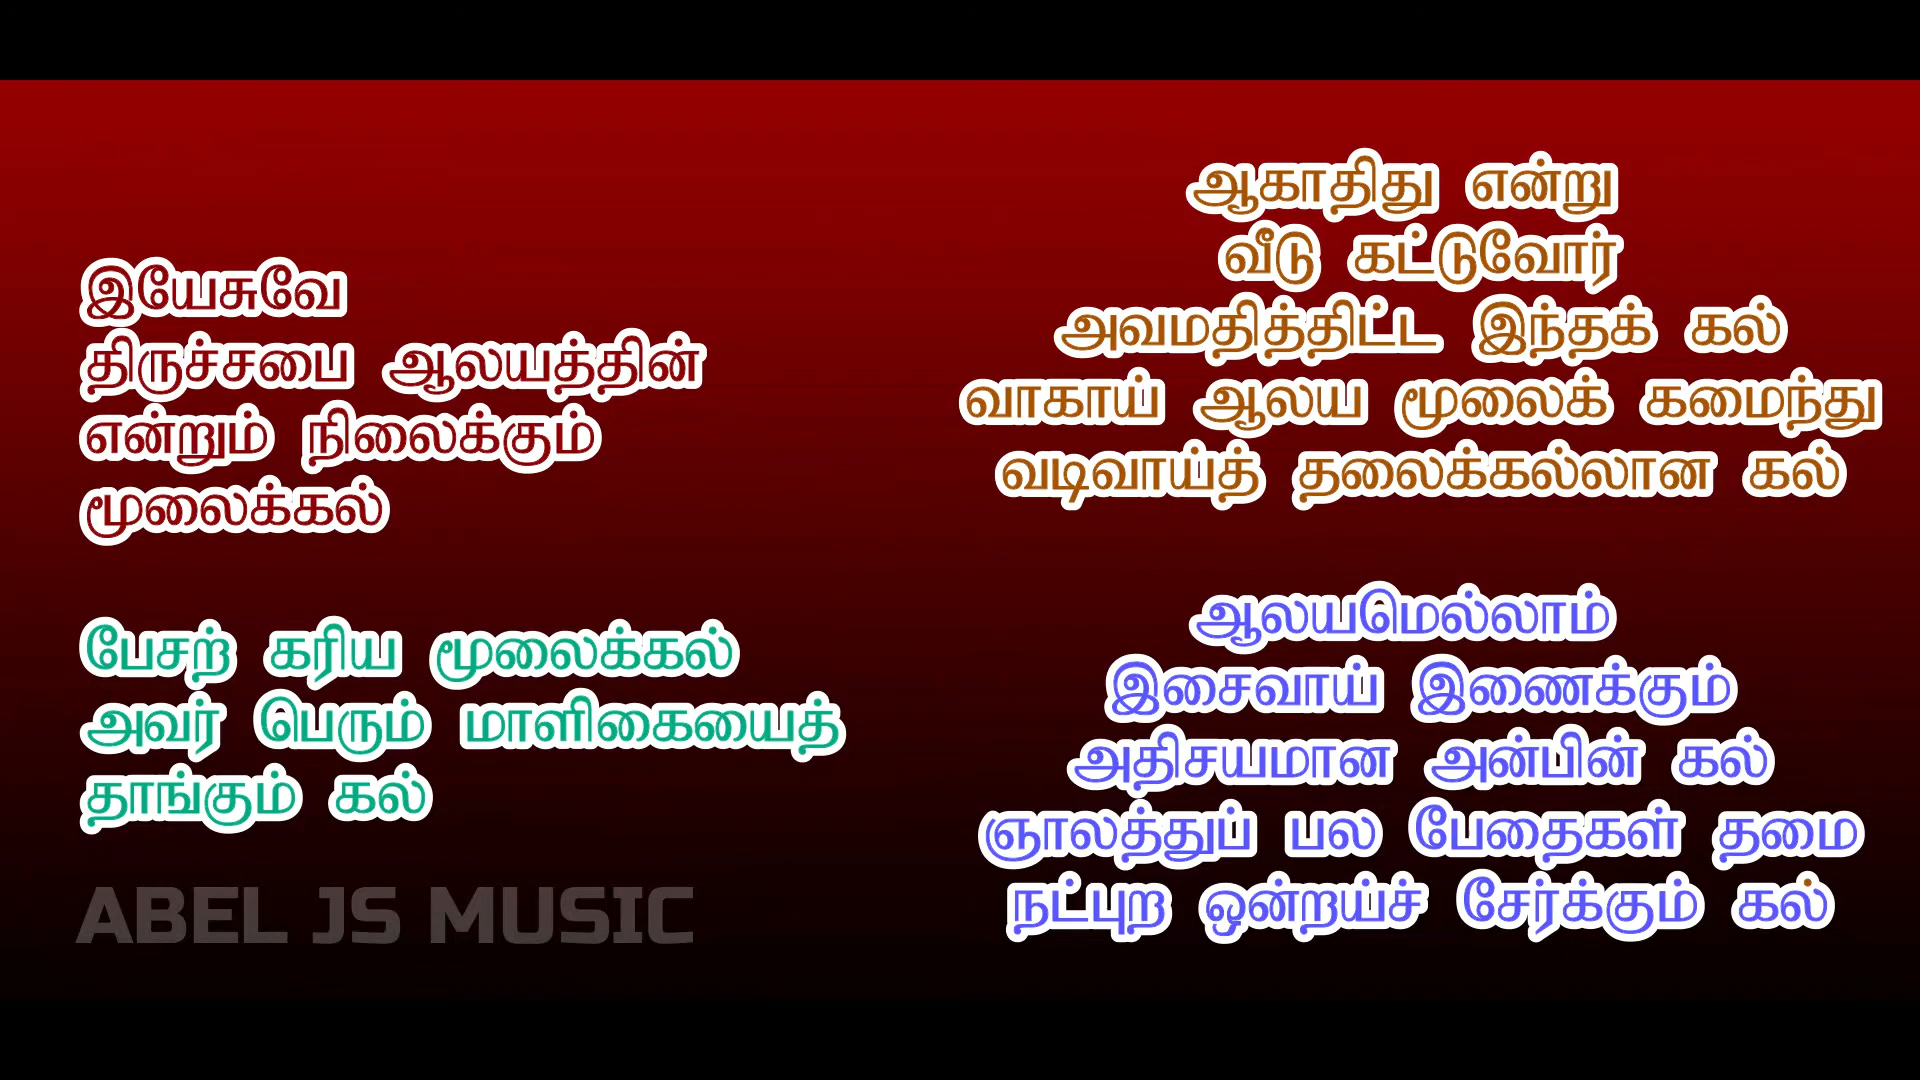 இயேசுவே
திருச்சபை ஆலயத்தின்
என்றும் நிலைக்கும்
மூலைக்கல்
பேசற் கரிய மூலைக்கல்
அவர் பெரும் மாளிகையைத்
தாங்கும் கல்
ABEL JS MUSIC
ஆகாதிது என்று
வீடு கட்டுவோர்
அவமதித்திட்ட இந்தக் கல்
வாகாய் ஆலய மூலைக் கமைந்து
வடிவாய்த் தலைக்கல்லான கல்
ஆலயமெல்லாம்
இசைவாய் இணைக்கும்
அதிசயமான அன்பின் கல்
ஞாலத்துப் பல பேதைகள் தமை
நட்புற ஒன்றய்ச் சேர்க்கும் கல்